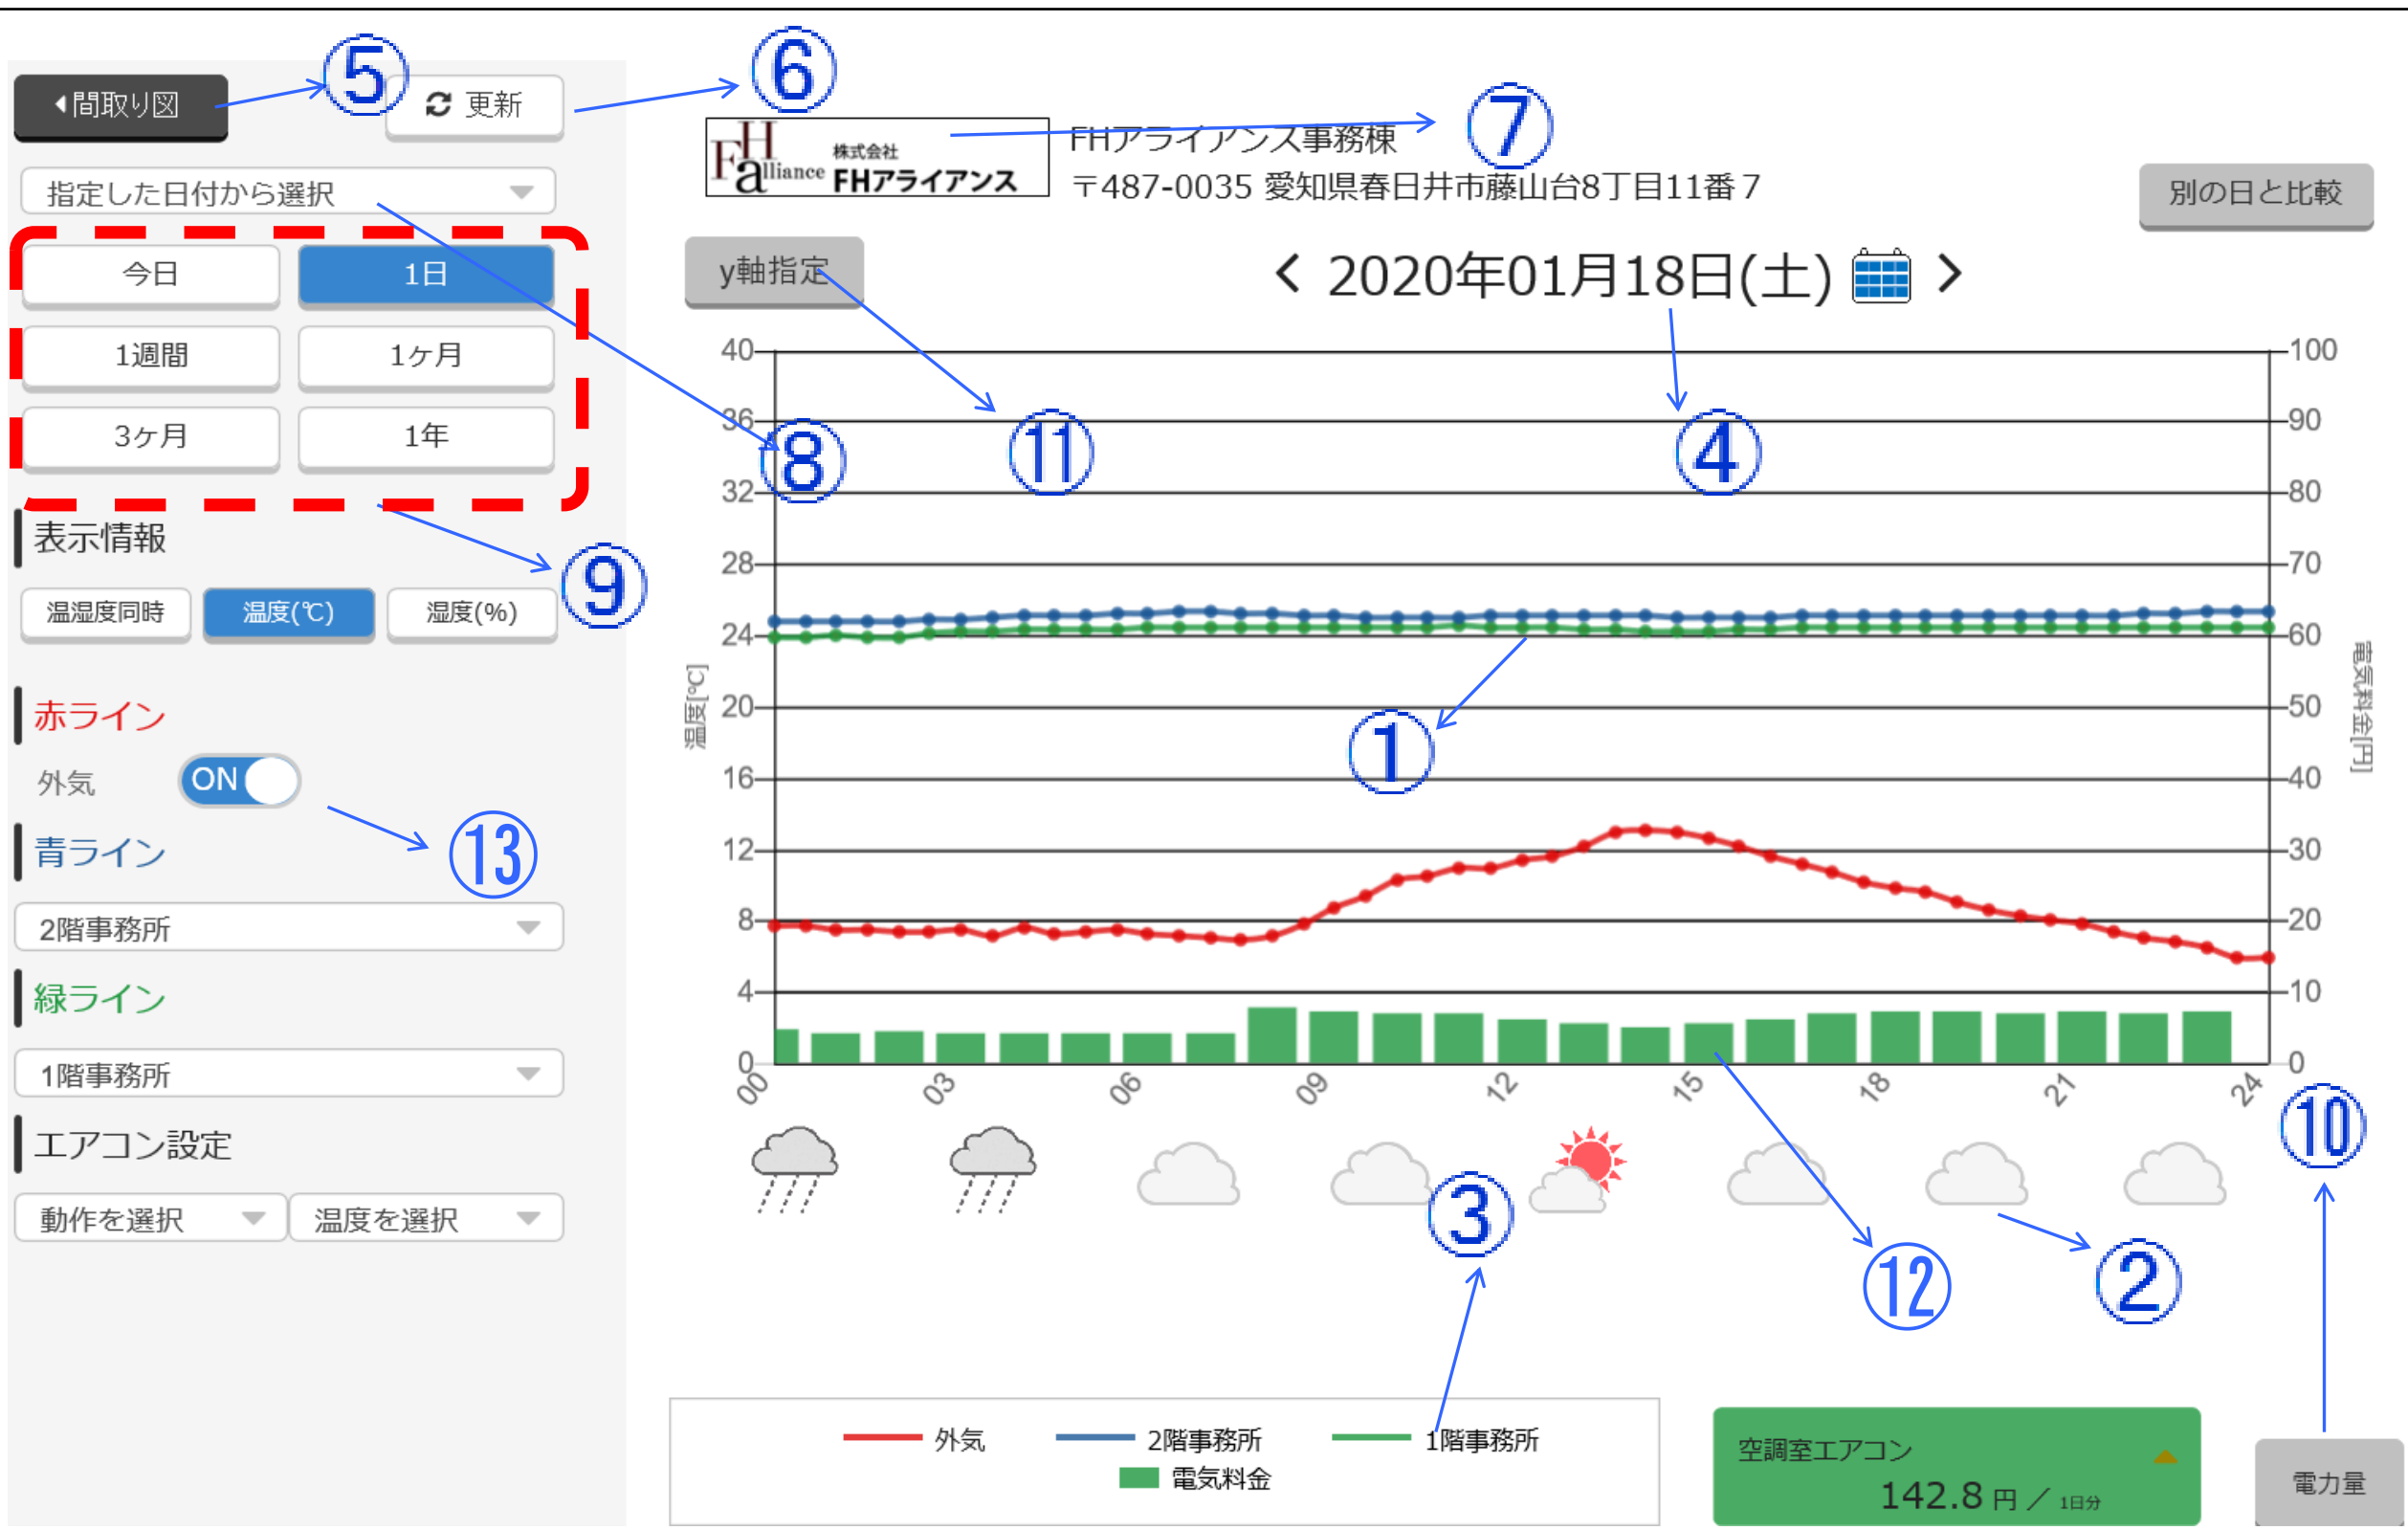 間取り図
⑤
更新
⑥
⑦
FHアライアンス事務棟
FHalliance 株式会社
FHアライアンス
〒487-0035 愛知県春日井市藤山台8丁目11番7
別の日と比較
指定した日付から選択
今日 1日
1週間 1ヶ月
3ヶ月 1年
⑨
表示情報
温湿度同時 温度(℃) 湿度(%)
赤ライン
外気 ON
⑬
青ライン
2階事務所
緑ライン
1階事務所
エアコン設定
動作を選択 温度を選択
y軸指定
< 2020年01月18日(土) >
⑧ ⑪ ④
40 100
36 90
32 80
28 70
24 60
20 50
16 40
12 30
8 20
4 10
0 0
温度[℃]
電気料金[円]
①
00 03 06 09 12 15 18 21 24
⑩
③
⑫
②
外気 2階事務所 1階事務所
電気料金
空調室エアコン
142.8 円 ／ 1日分
電力量